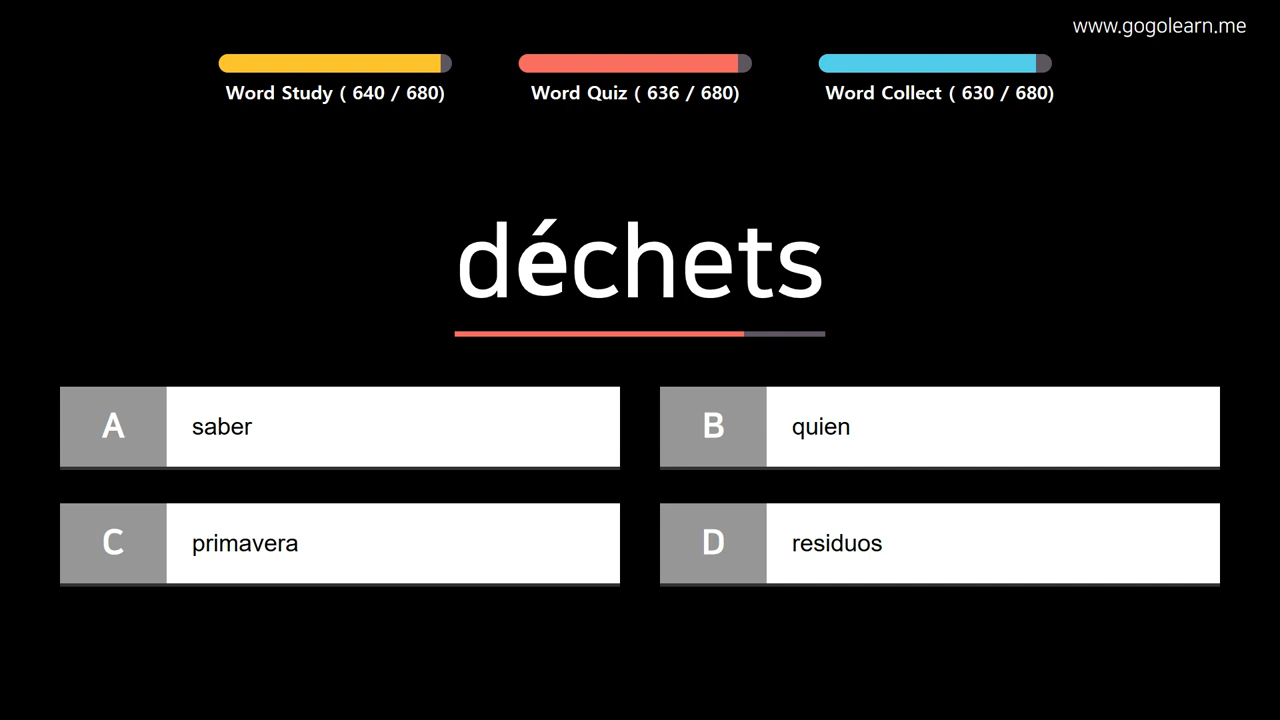 www.gogolearn.me
Word Study ( 640 / 680)
Word Quiz ( 636 / 680)
Word Collect ( 630 / 680)
déchets
A saber
B quien
C primavera
D residuos